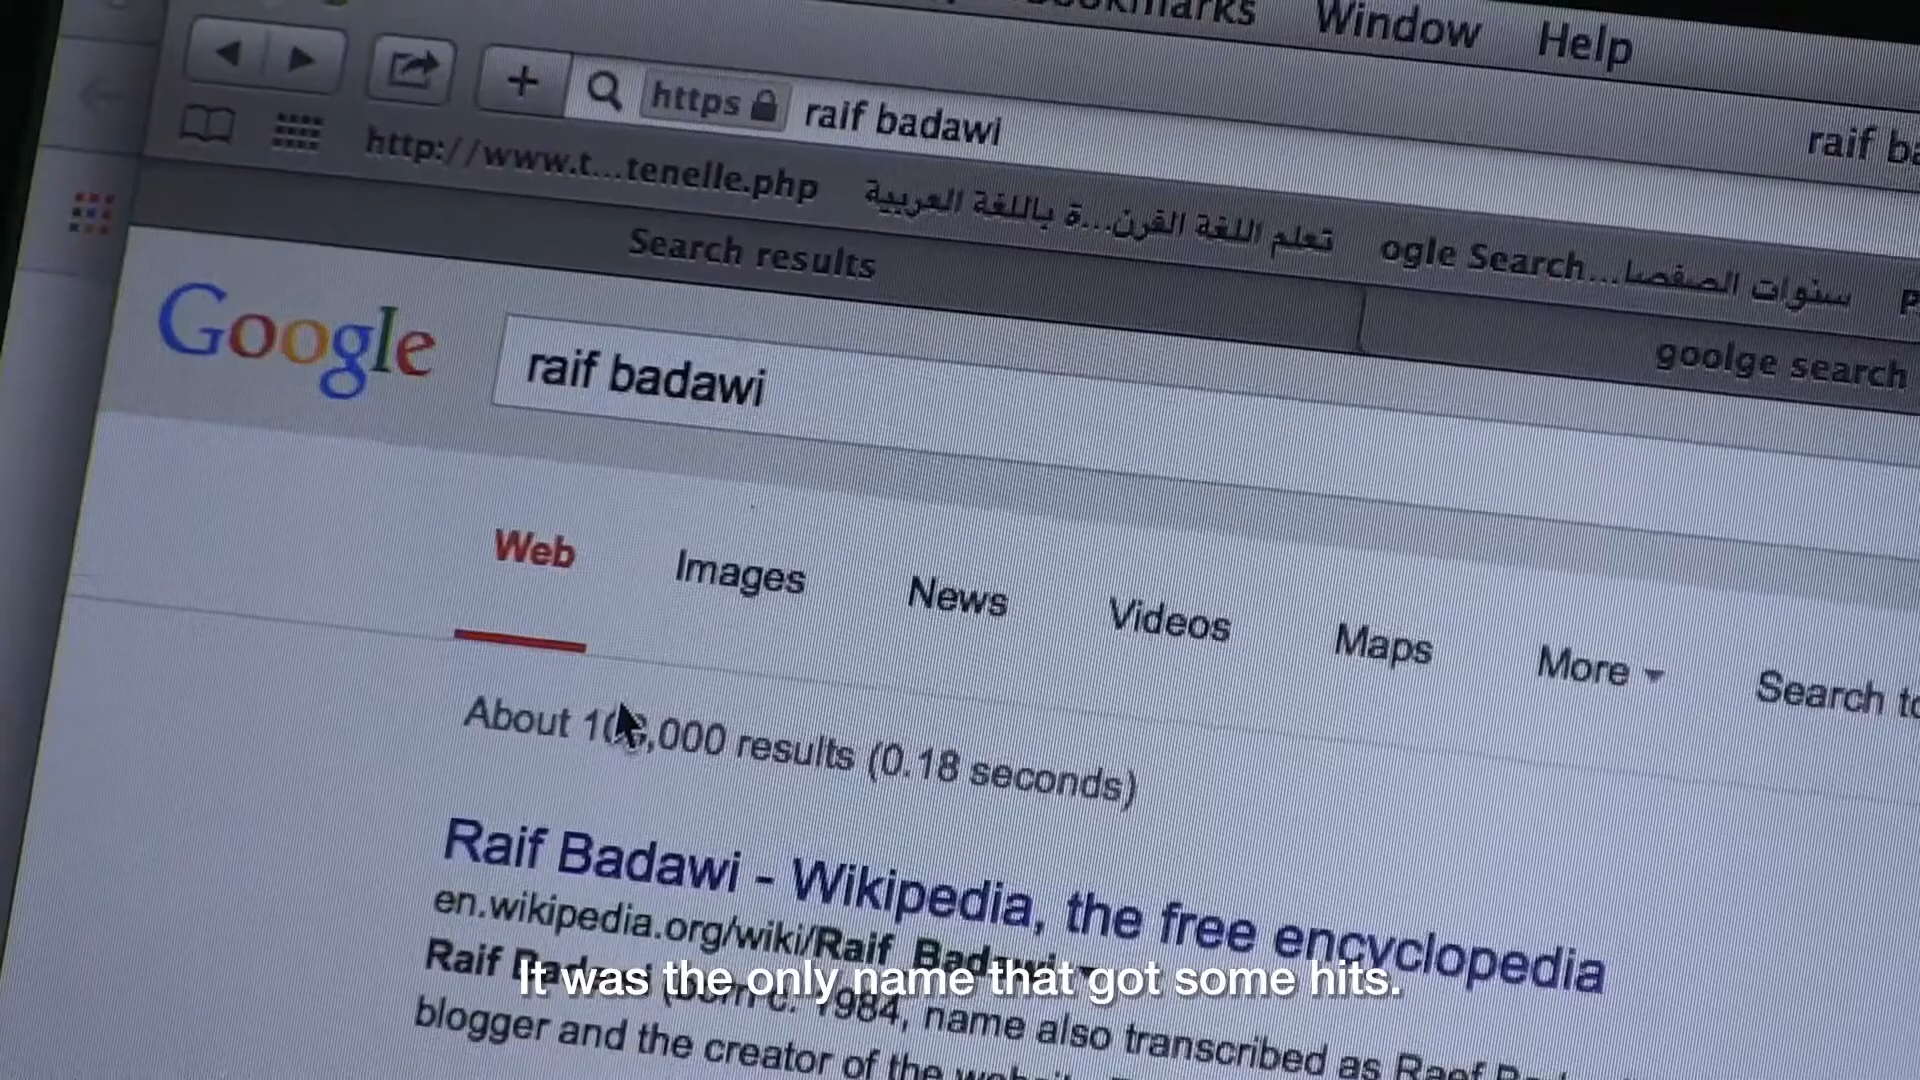 Window Help
https raif badawi
raif
http://www.t...tenelle.php تعلم اللغة القرن...ة باللغة العربية ogle Search...سنوات الصفصا
Search results
goolge search
Google raif badawi
Web Images News Videos Maps More Search
About results (0.18 seconds)
Raif Badawi - Wikipedia, the free encyclopedia
en.wikipedia.org/wiki/Raif_Badawi
Raif (born c. 1984, name also transcribed as Raef
blogger and the creator of the
It was the only name that got some hits.